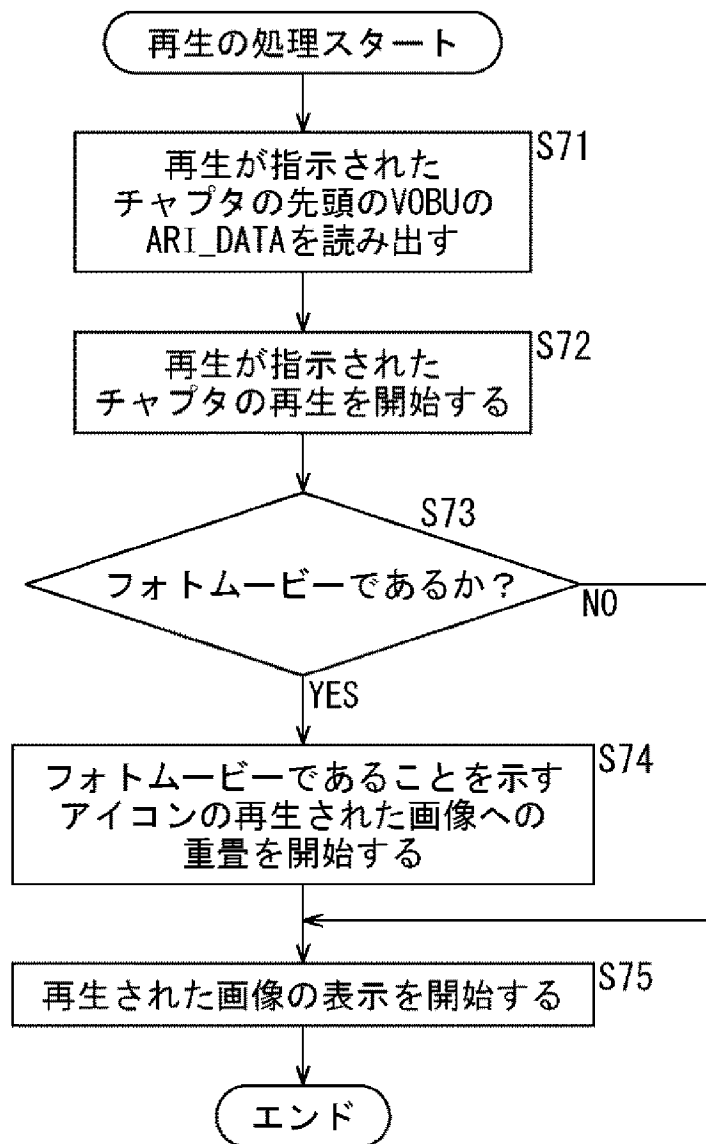 再生の処理スタート
S71
再生が指示された
チャプタの先頭のVOBUの
ARI_DATAを読み出す
S72
再生が指示された
チャプタの再生を開始する
S73
フォトムービーであるか？
NO
YES
S74
フォトムービーであることを示す
アイコンの再生された画像への
重畳を開始する
S75
再生された画像の表示を開始する
エンド